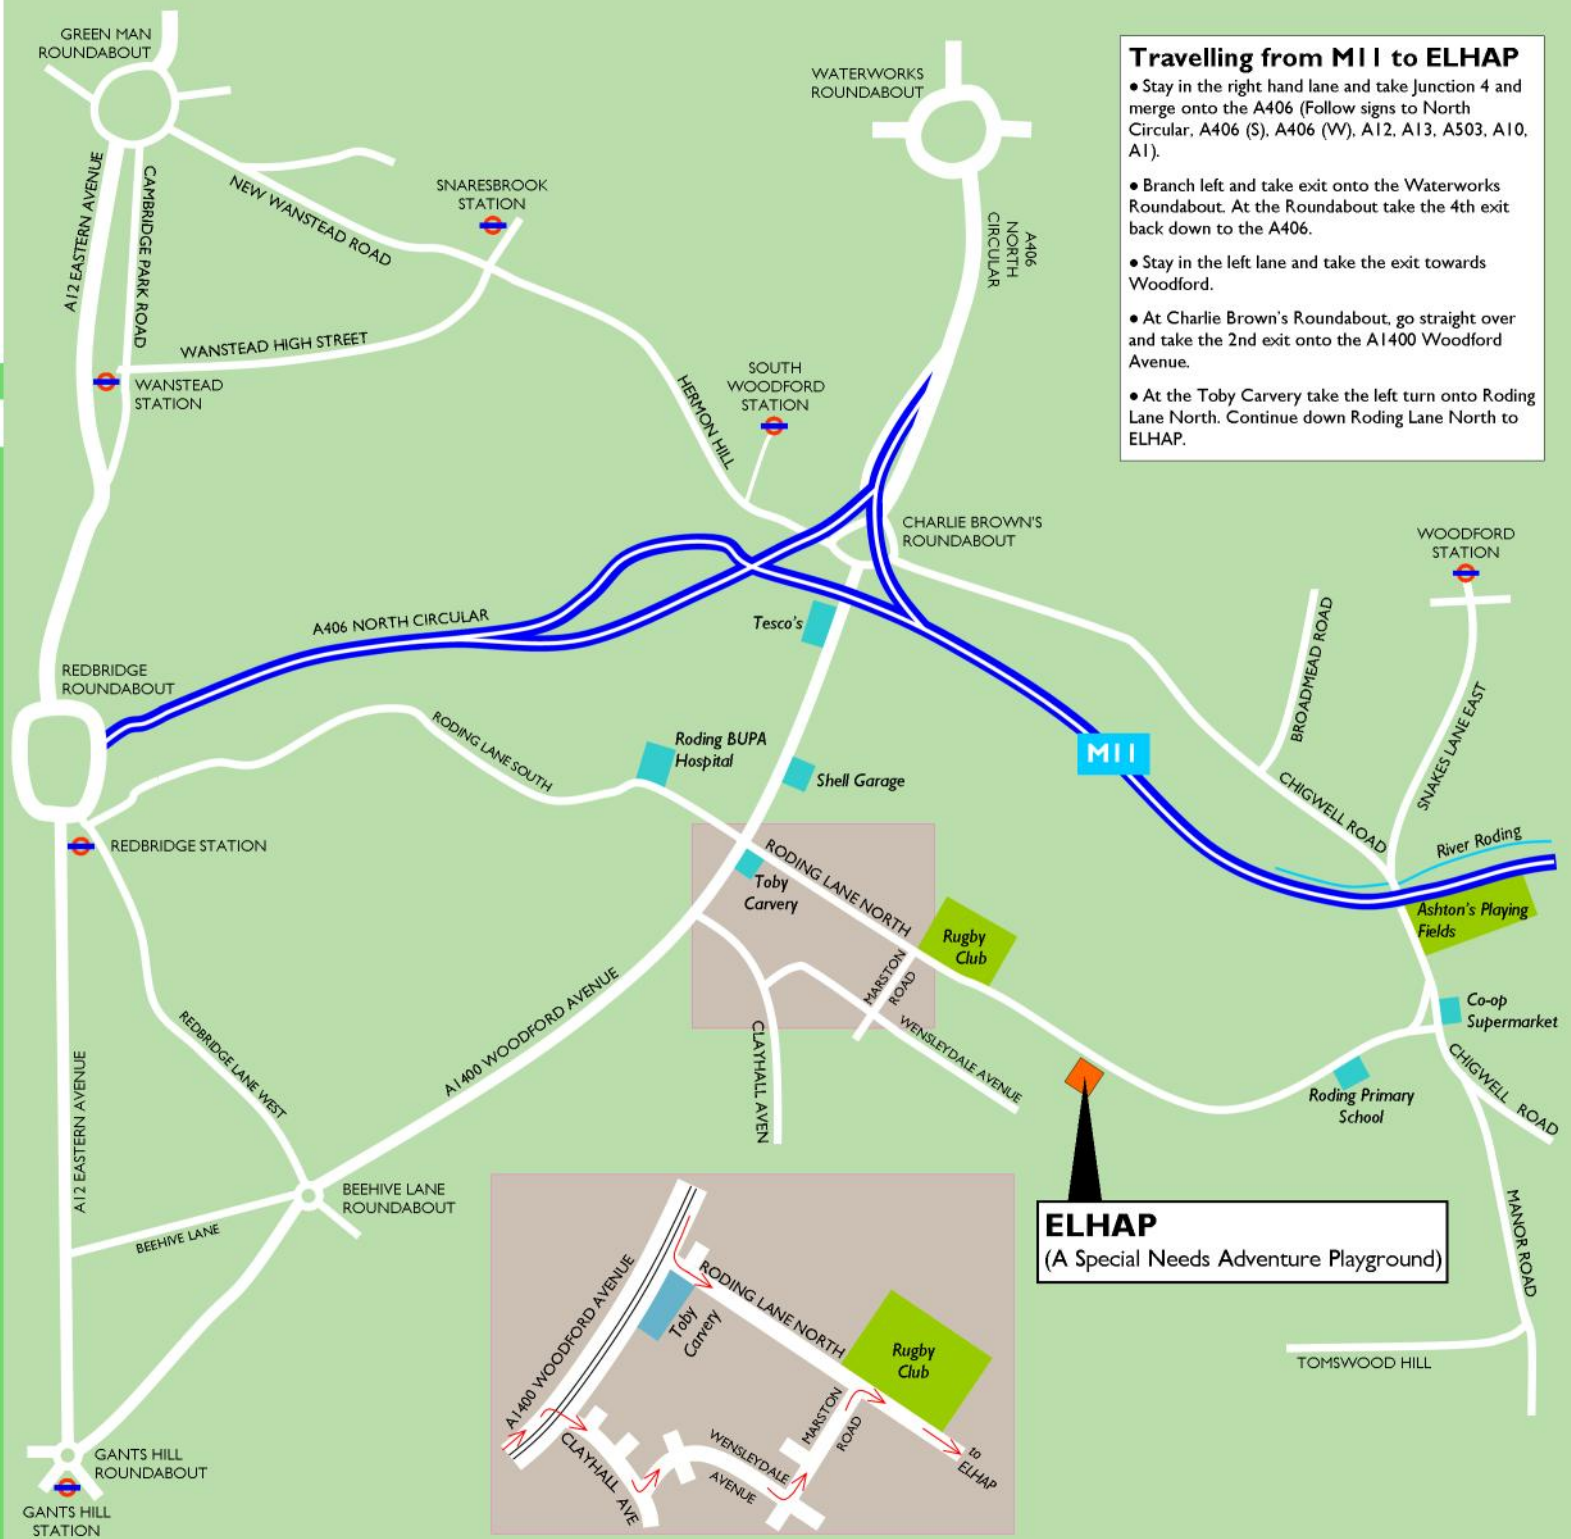 GREEN MAN
ROUNDABOUT
WATERWORKS
ROUNDABOUT
Travelling from M11 to ELHAP
● Stay in the right hand lane and take Junction 4 and
merge onto the A406 (Follow signs to North
Circular, A406 (S), A406 (W), A12, A13, A503, A10,
A1).
● Branch left and take exit onto the Waterworks
Roundabout. At the Roundabout take the 4th exit
back down to the A406.
● Stay in the left lane and take the exit towards
Woodford.
● At Charlie Brown's Roundabout, go straight over
and take the 2nd exit onto the A1400 Woodford
Avenue.
● At the Toby Carvery take the left turn onto Roding
Lane North. Continue down Roding Lane North to
ELHAP.
A12 EASTERN AVENUE
CAMBRIDGE PARK ROAD
NEW WANSTEAD ROAD
SNARESBROOK
STATION
A406
NORTH
CIRCULAR
WANSTEAD HIGH STREET
WANSTEAD
STATION
HERMON HILL
SOUTH
WOODFORD
STATION
CHARLIE BROWN'S
ROUNDABOUT
WOODFORD
STATION
A406 NORTH CIRCULAR
Tesco's
BROADMEAD ROAD
SNAKES LANE EAST
REDBRIDGE
ROUNDABOUT
RODING LANE SOUTH
Roding BUPA
Hospital
Shell Garage
M11
CHIGWELL ROAD
River Roding
REDBRIDGE STATION
RODING LANE NORTH
Toby
Carvery
Rugby
Club
Ashton's Playing
Fields
MARSTON
ROAD
Co-op
Supermarket
REDBRIDGE LANE WEST
A1400 WOODFORD AVENUE
CLAYHALL AVEN
WENSLEYDALE AVENUE
CHIGWELL ROAD
Roding Primary
School
A12 EASTERN AVENUE
BEEHIVE LANE
ROUNDABOUT
BEEHIVE LANE
ELHAP
(A Special Needs Adventure Playground)
MANOR ROAD
TOMSWOOD HILL
A1400 WOODFORD AVENUE
RODING LANE NORTH
Toby
Carvery
Rugby
Club
MARSTON
ROAD
WENSLEYDALE
AVENUE
CLAYHALL AVE
to
ELHAP
GANTS HILL
ROUNDABOUT
GANTS HILL
STATION